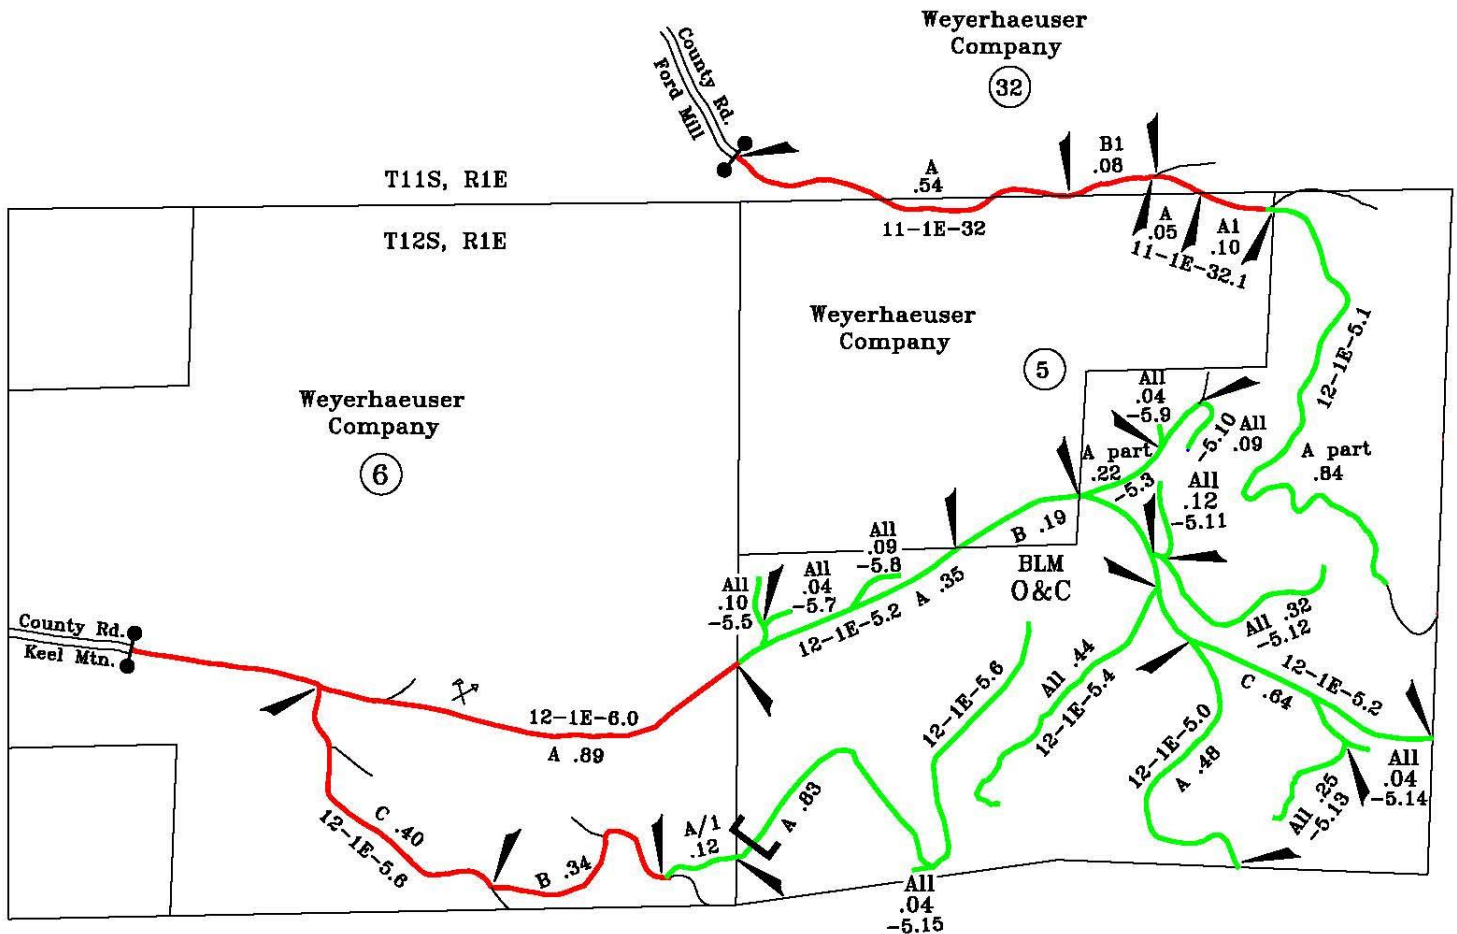 Weyerhaeuser
Company
32
County Rd.
Ford Mill
B1
.08
A
.54
T11S, R1E
11-1E-32
A
.05
A1
.10
11-1E-32.1
T12S, R1E
Weyerhaeuser
Company
5
12-1E-5.1
All
.04
-5.9
-5.10
All
.09
Weyerhaeuser
Company
6
A part
.22
-5.3
A part
.84
All
.12
-5.11
B .19
All
.09
-5.8
BLM
O&C
All
.04
-5.7
All
.10
-5.5
12-1E-5.2
A .35
County Rd.
Keel Mtn.
All .32
-5.12
12-1E-5.6
All .44
12-1E-5.4
12-1E-5.2
C .64
12-1E-6.0
A .89
12-1E-5.0
A .48
All
.04
-5.14
All .25
-5.13
A .83
C .40
12-1E-5.6
A/1
.12
B .34
All
.04
-5.15